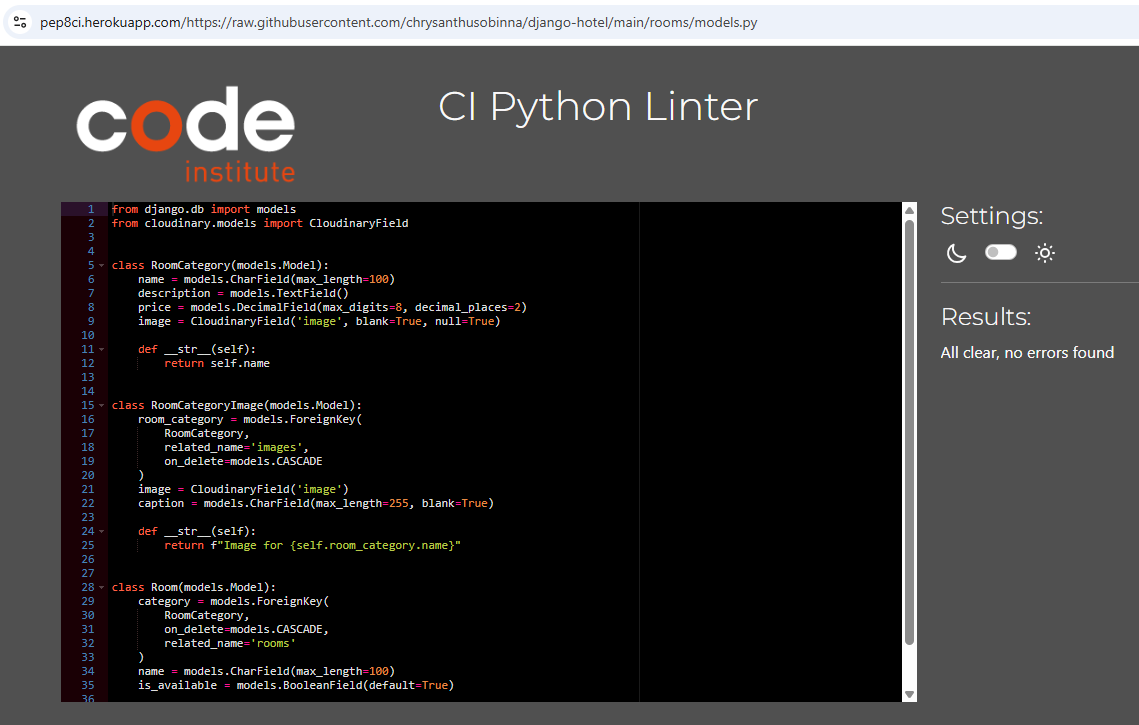 pep8ci.herokuapp.com/https://raw.githubusercontent.com/chrysanthusobinna/django-hotel/main/rooms/models.py
code
institute
CI Python Linter
1 from django.db import models
2 from cloudinary.models import CloudinaryField
3
4
5 class RoomCategory(models.Model):
6     name = models.CharField(max_length=100)
7     description = models.TextField()
8     price = models.DecimalField(max_digits=8, decimal_places=2)
9     image = CloudinaryField('image', blank=True, null=True)
10
11     def __str__(self):
12         return self.name
13
14
15 class RoomCategoryImage(models.Model):
16     room_category = models.ForeignKey(
17         RoomCategory,
18         related_name='images',
19         on_delete=models.CASCADE
20     )
21     image = CloudinaryField('image')
22     caption = models.CharField(max_length=255, blank=True)
23
24     def __str__(self):
25         return f"Image for {self.room_category.name}"
26
27
28 class Room(models.Model):
29     category = models.ForeignKey(
30         RoomCategory,
31         on_delete=models.CASCADE,
32         related_name='rooms'
33     )
34     name = models.CharField(max_length=100)
35     is_available = models.BooleanField(default=True)
36
Settings:
Results:
All clear, no errors found